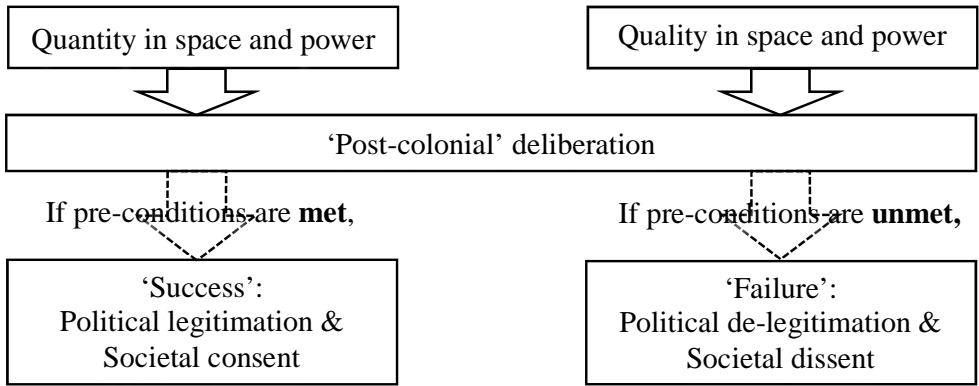 Quantity in space and power
Quality in space and power
‘Post-colonial’ deliberation
If pre-conditions are met,
If pre-conditions are unmet,
‘Success’:
Political legitimation &
Societal consent
‘Failure’:
Political de-legitimation &
Societal dissent